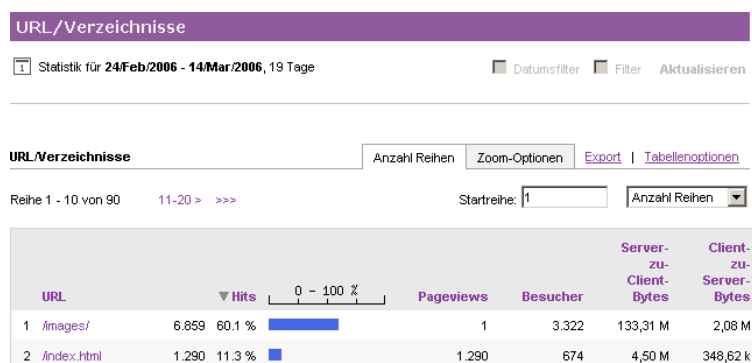 URL/Verzeichnisse
1 Statistik für 24/Feb/2006 - 14/Mar/2006, 19 Tage Datumsfilter Filter Aktualisieren
URL/Verzeichnisse Anzahl Reihen Zoom-Optionen Export | Tabellenoptionen
Reihe 1 - 10 von 90 11-20 > >>> Startreihe: 1 Anzahl Reihen
URL Hits 0 - 100 % Pageviews Besucher Server-zu-Client-Bytes Client-zu-Server-Bytes
1 /images/ 6.859 60.1 % 1 3.322 133,31 M 2,08 M
2 /index.html 1.290 11.3 % 1.290 674 4,50 M 348,62 k